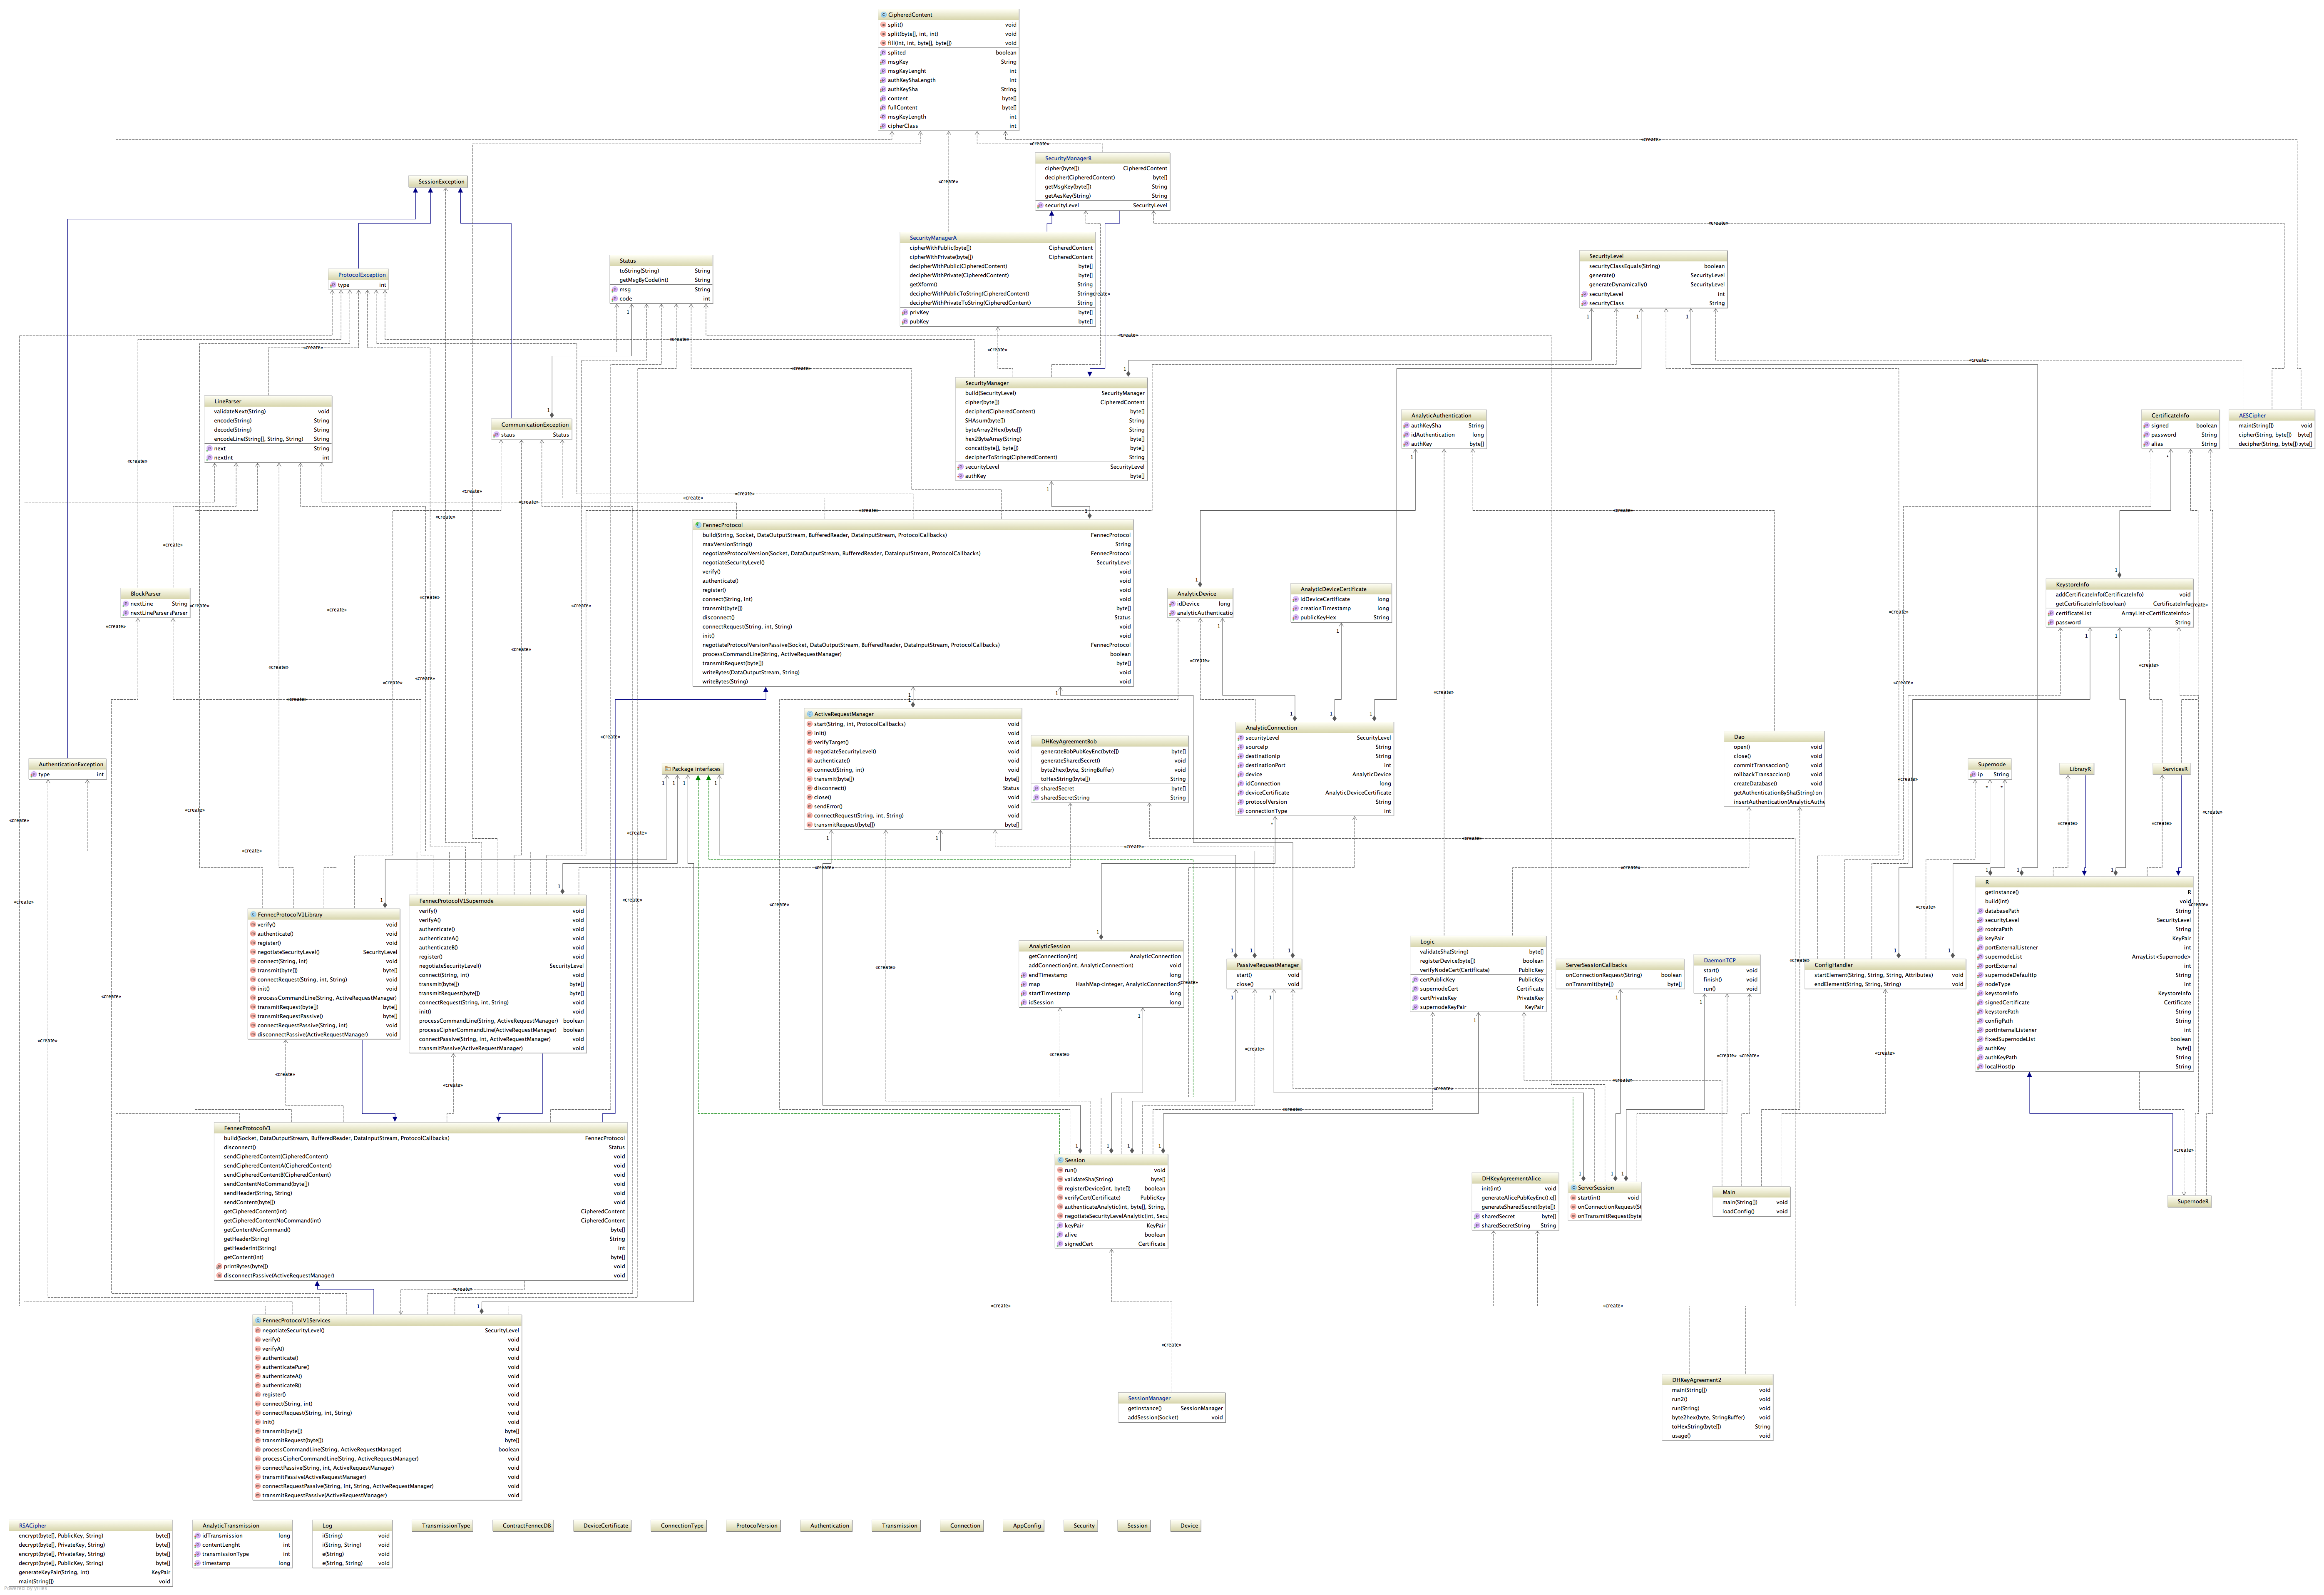 CipheredContent
split() void
split(byte[], int, int) void
fill(int, int, byte[], byte[]) void
splited boolean
msgKey String
msgKeyLenght int
authKeyShaLength int
authKeySha String
content byte[]
fullContent byte[]
msgKeyLength int
cipherClass int
SecurityManagerB
cipher(byte[]) CipheredContent
decipher(CipheredContent) byte[]
getMsgKey(byte[]) String
getAesKey(String) String
securityLevel SecurityLevel
SessionException
SecurityManagerA
cipherWithPublic(byte[]) CipheredContent
cipherWithPrivate(byte[]) CipheredContent
decipherWithPublic(CipheredContent) byte[]
decipherWithPrivate(CipheredContent) byte[]
getXform() String
decipherWithPublicToString(CipheredContent) String
decipherWithPrivateToString(CipheredContent) String
privKey byte[]
pubKey byte[]
ProtocolException
type int
Status
toString(String) String
getMsgByCode(int) String
msg String
code int
SecurityLevel
securityClassEquals(String) boolean
generate() SecurityLevel
generateDynamically() SecurityLevel
securityLevel int
securityClass String
LineParser
validateNext(String) void
encode(String) String
decode(String) String
encodeLine(String[], String, String) String
next String
nextInt int
CommunicationException
staus Status
SecurityManager
build(SecurityLevel) SecurityManager
cipher(byte[]) CipheredContent
decipher(CipheredContent) byte[]
SHAsum(byte[]) String
byteArray2Hex(byte[]) String
hex2ByteArray(String) byte[]
concat(byte[], byte[]) byte[]
decipherToString(CipheredContent) String
securityLevel SecurityLevel
authKey byte[]
AnalyticAuthentication
authKeySha String
idAuthentication long
authKey byte[]
CertificateInfo
signed boolean
password String
alias String
AESCipher
main(String[]) void
cipher(String, byte[]) byte[]
decipher(String, byte[]) byte[]
FennecProtocol
build(String, Socket, DataOutputStream, BufferedReader, DataInputStream, ProtocolCallbacks) FennecProtocol
maxVersionString() String
negotiateProtocolVersion(Socket, DataOutputStream, BufferedReader, DataInputStream, ProtocolCallbacks) FennecProtocol
negotiateSecurityLevel() SecurityLevel
verify() void
authenticate() void
register() void
connect(String, int) void
transmit(byte[]) byte[]
disconnect() Status
connectRequest(String, int, String) void
init() void
negotiateProtocolVersionPassive(Socket, DataOutputStream, BufferedReader, DataInputStream, ProtocolCallbacks) FennecProtocol
processCommandLine(String, ActiveRequestManager) boolean
transmitRequest(byte[]) byte[]
writeBytes(DataOutputStream, String) void
writeBytes(String) void
BlockParser
nextLine String
nextLineParser
AnalyticDevice
idDevice long
analyticAuthenticatio
AnalyticDeviceCertificate
idDeviceCertificate long
creationTimestamp long
publicKeyHex String
KeystoreInfo
addCertificateInfo(CertificateInfo) void
getCertificateInfo(boolean) CertificateInfo
certificateList ArrayList<CertificateInfo>
password String
ActiveRequestManager
start(String, int, ProtocolCallbacks) void
init() void
verifyTarget() void
negotiateSecurityLevel() void
authenticate() void
connect(String, int) void
transmit(byte[]) byte[]
disconnect() Status
close() void
sendError() void
connectRequest(String, int, String) void
transmitRequest(byte[]) byte[]
DHKeyAgreementBob
generateBobPubKeyEnc(byte[]) byte[]
generateSharedSecret() void
byte2hex(byte, StringBuffer) void
toHexString(byte[]) String
sharedSecret byte[]
sharedSecretString String
AnalyticConnection
securityLevel SecurityLevel
sourceIp String
destinationIp String
destinationPort int
device AnalyticDevice
idConnection long
deviceCertificate AnalyticDeviceCertificate
protocolVersion String
connectionType int
Dao
open() void
close() void
commitTransaccion() void
rollbackTransaccion() void
createDatabase() void
getAuthenticationBySha(String)
insertAuthentication(AnalyticAuthe
AuthenticationException
type int
Package interfaces
Supernode
ip String
LibraryR
ServicesR
R
getInstance() R
build(int) void
databasePath String
securityLevel SecurityLevel
rootcaPath String
keyPair KeyPair
portExternalListener int
supernodeList ArrayList<Supernode>
portExternal int
supernodeDefaultIp String
nodeType int
keystoreInfo KeystoreInfo
signedCertificate Certificate
keystorePath String
configPath String
portInternalListener int
fixedSupernodeList boolean
authKey byte[]
authKeyPath String
localHostIp String
FennecProtocolV1Library
verify() void
authenticate() void
register() void
negotiateSecurityLevel() SecurityLevel
connect(String, int) void
transmit(byte[]) byte[]
connectRequest(String, int, String) void
init() void
processCommandLine(String, ActiveRequestManager)
transmitRequest(byte[]) byte[]
transmitRequestPassive() void
connectRequestPassive(String, int) void
disconnectPassive(ActiveRequestManager) void
FennecProtocolV1Supernode
verify() void
verifyA() void
authenticate() void
authenticateA() void
authenticateB() void
register() void
negotiateSecurityLevel() SecurityLevel
connect(String, int) void
transmit(byte[]) byte[]
transmitRequest(byte[]) byte[]
connectRequest(String, int, String) void
init() void
processCommandLine(String, ActiveRequestManager) boolean
processCipherCommandLine(ActiveRequestManager) boolean
connectPassive(String, int, ActiveRequestManager) void
transmitPassive(ActiveRequestManager) void
AnalyticSession
getConnection(int) AnalyticConnection
addConnection(int, AnalyticConnection) void
endTimestamp long
map HashMap<Integer, AnalyticConnection>
startTimestamp long
idSession long
PassiveRequestManager
start() void
close() void
Logic
validateSha(String) byte[]
registerDevice(byte[]) boolean
verifyNodeCert(Certificate) PublicKey
certPublicKey PublicKey
supernodeCert Certificate
certPrivateKey PrivateKey
supernodeKeyPair KeyPair
ServerSessionCallbacks
onConnectionRequest(String) boolean
onTransmit(byte[]) byte[]
DaemonTCP
start() void
finish() void
run() void
ConfigHandler
startElement(String, String, String, Attributes) void
endElement(String, String, String) void
FennecProtocolV1
build(Socket, DataOutputStream, BufferedReader, DataInputStream, ProtocolCallbacks) FennecProtocol
disconnect() Status
sendCipheredContent(CipheredContent) void
sendCipheredContentA(CipheredContent) void
sendCipheredContentB(CipheredContent) void
sendContentNoCommand(byte[]) void
sendHeader(String, String) void
sendContent(byte[]) void
getCipheredContent(int) CipheredContent
getCipheredContentNoCommand(int) CipheredContent
getContentNoCommand() byte[]
getHeader(String) String
getHeaderInt(String) int
getContent(int) byte[]
printBytes(byte[]) void
disconnectPassive(ActiveRequestManager) void
Session
run() void
validateSha(String) byte[]
registerDevice(int, byte[]) boolean
verifyCert(Certificate) PublicKey
authenticateAnalytic(int, byte[], String,
negotiateSecurityLevelAnalytic(int, Secu
keyPair KeyPair
alive boolean
signedCert Certificate
DHKeyAgreementAlice
init(int) void
generateAlicePubKeyEnc() e[]
generateSharedSecret(byte[])
sharedSecret byte[]
sharedSecretString String
ServerSession
start(int) void
onConnectionRequest(St
onTransmitRequest(byte
Main
main(String[]) void
loadConfig() void
SupernodeR
FennecProtocolV1Services
negotiateSecurityLevel() SecurityLevel
verify() void
verifyA() void
authenticate() void
authenticatePure() void
authenticateA() void
authenticateB() void
register() void
connect(String, int) void
connectRequest(String, int, String) void
init() void
transmit(byte[]) byte[]
transmitRequest(byte[]) byte[]
processCommandLine(String, ActiveRequestManager) boolean
processCipherCommandLine(String, ActiveRequestManager) void
connectPassive(String, int, ActiveRequestManager) void
transmitPassive(ActiveRequestManager) void
connectRequestPassive(String, int, String, ActiveRequestManager) void
transmitRequestPassive(ActiveRequestManager) void
SessionManager
getInstance() SessionManager
addSession(Socket) void
DHKeyAgreement2
main(String[]) void
run2() void
run(String) void
byte2hex(byte, StringBuffer) void
toHexString(byte[]) String
usage() void
RSACipher
encrypt(byte[], PublicKey, String) byte[]
decrypt(byte[], PrivateKey, String) byte[]
encrypt(byte[], PrivateKey, String) byte[]
decrypt(byte[], PublicKey, String) byte[]
generateKeyPair(String, int) KeyPair
main(String[]) void
AnalyticTransmission
idTransmission long
contentLenght int
transmissionType int
timestamp long
Log
i(String) void
i(String, String) void
e(String) void
e(String, String) void
TransmissionType
ContractFennecDB
DeviceCertificate
ConnectionType
ProtocolVersion
Authentication
Transmission
Connection
AppConfig
Security
Session
Device
«create»
Powered by yFiles